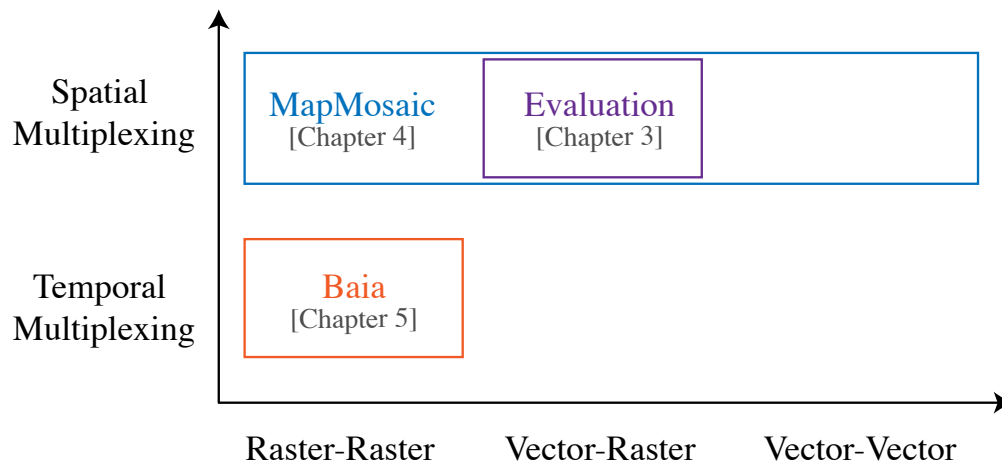 Spatial
Multiplexing
MapMosaic
[Chapter 4]
Evaluation
[Chapter 3]
Temporal
Multiplexing
Baia
[Chapter 5]
Raster-Raster
Vector-Raster
Vector-Vector